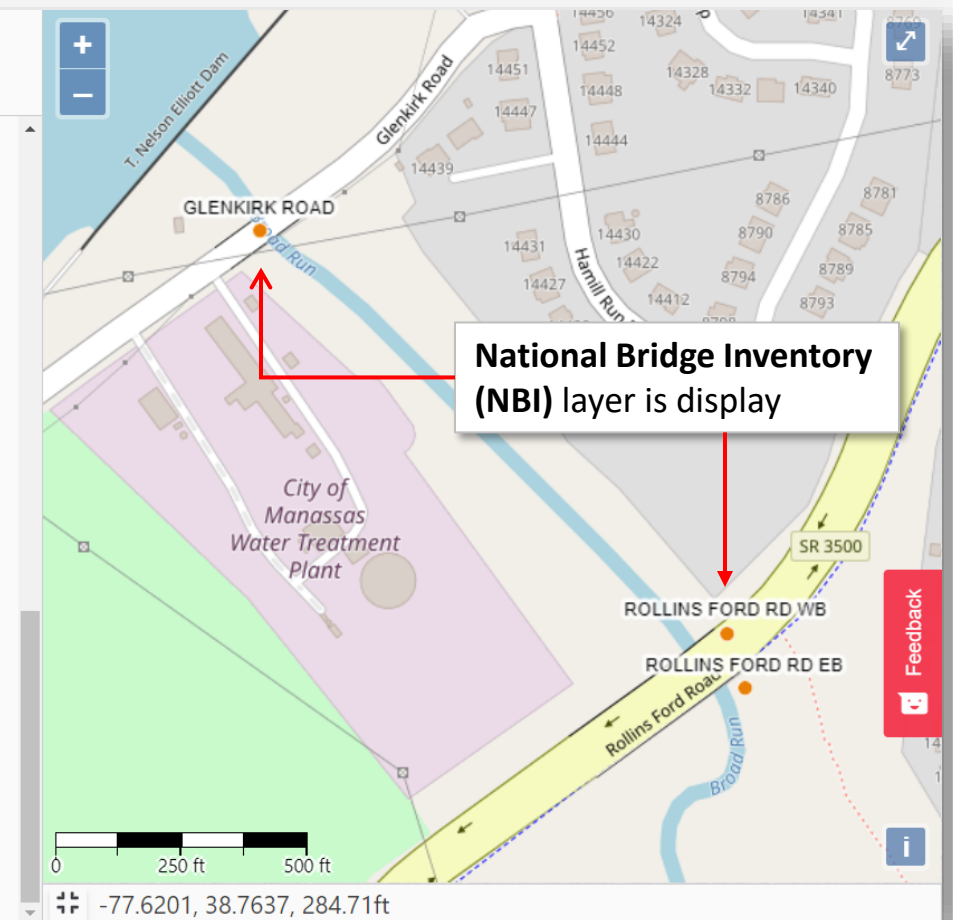 +
−
14456
14324
14341
8769
14452
14451
14328
8773
14448
14332
14340
14447
T. Nelson Elliott Dam
Glenkirk Road
14444
14439
8786
8781
GLENKIRK ROAD
14430
8790
8785
Broad Run
14431
14422
8789
8794
14427
Hamill Run
14412
8793
National Bridge Inventory
(NBI) layer is display
City of
Manassas
Water Treatment
Plant
SR 3500
ROLLINS FORD RD WB
ROLLINS FORD RD EB
Rollins Ford Road
Broad Run
Feedback
i
0 250 ft 500 ft
-77.6201, 38.7637, 284.71ft